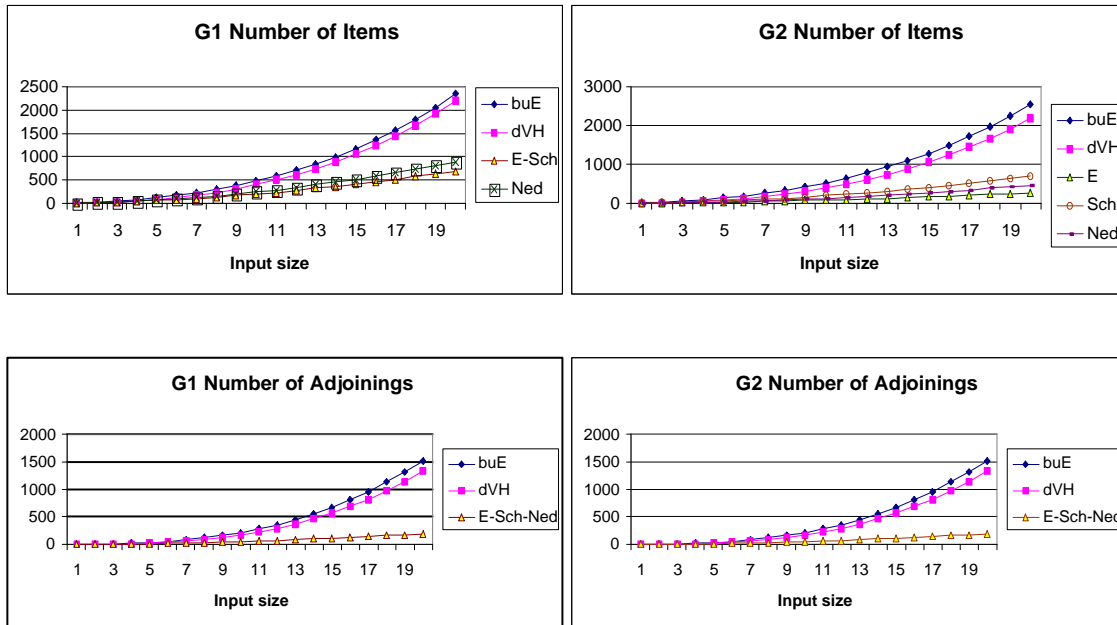 G1 Number of Items
2500
2000
1500
1000
500
0
1 3 5 7 9 11 13 15 17 19
Input size
buE
dVH
E-Sch
Ned
G2 Number of Items
3000
2000
1000
0
1 3 5 7 9 11 13 15 17 19
Input size
buE
dVH
E
Sch
Ned
G1 Number of Adjoinings
2000
1500
1000
500
0
1 3 5 7 9 11 13 15 17 19
Input size
buE
dVH
E-Sch-Ned
G2 Number of Adjoinings
2000
1500
1000
500
0
1 3 5 7 9 11 13 15 17 19
Input size
buE
dVH
E-Sch-Ned